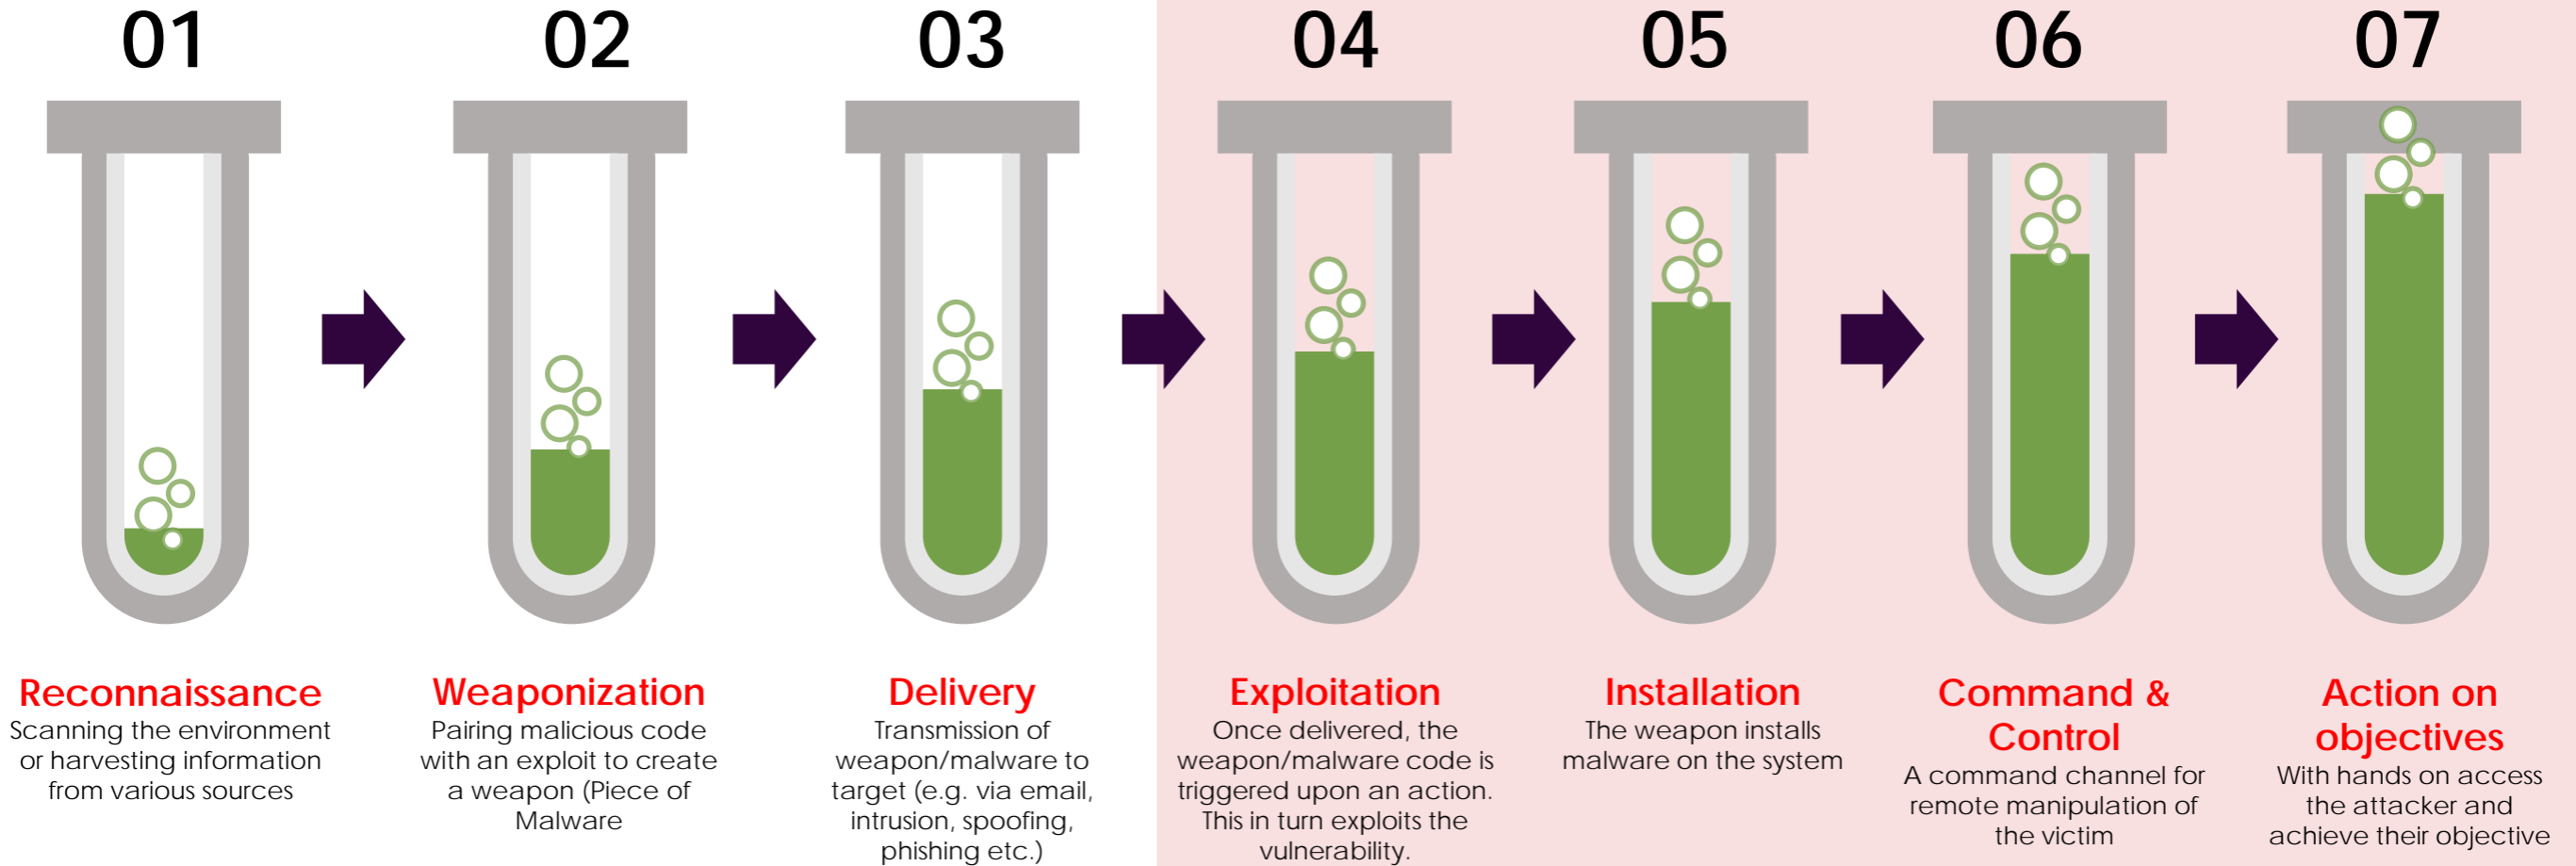 01
02
03
04
05
06
07
Reconnaissance
Scanning the environment
or harvesting information
from various sources
Weaponization
Pairing malicious code
with an exploit to create
a weapon (Piece of
Malware
Delivery
Transmission of
weapon/malware to
target (e.g. via email,
intrusion, spoofing,
phishing etc.)
Exploitation
Once delivered, the
weapon/malware code is
triggered upon an action.
This in turn exploits the
vulnerability.
Installation
The weapon installs
malware on the system
Command &
Control
A command channel for
remote manipulation of
the victim
Action on
objectives
With hands on access
the attacker and
achieve their objective